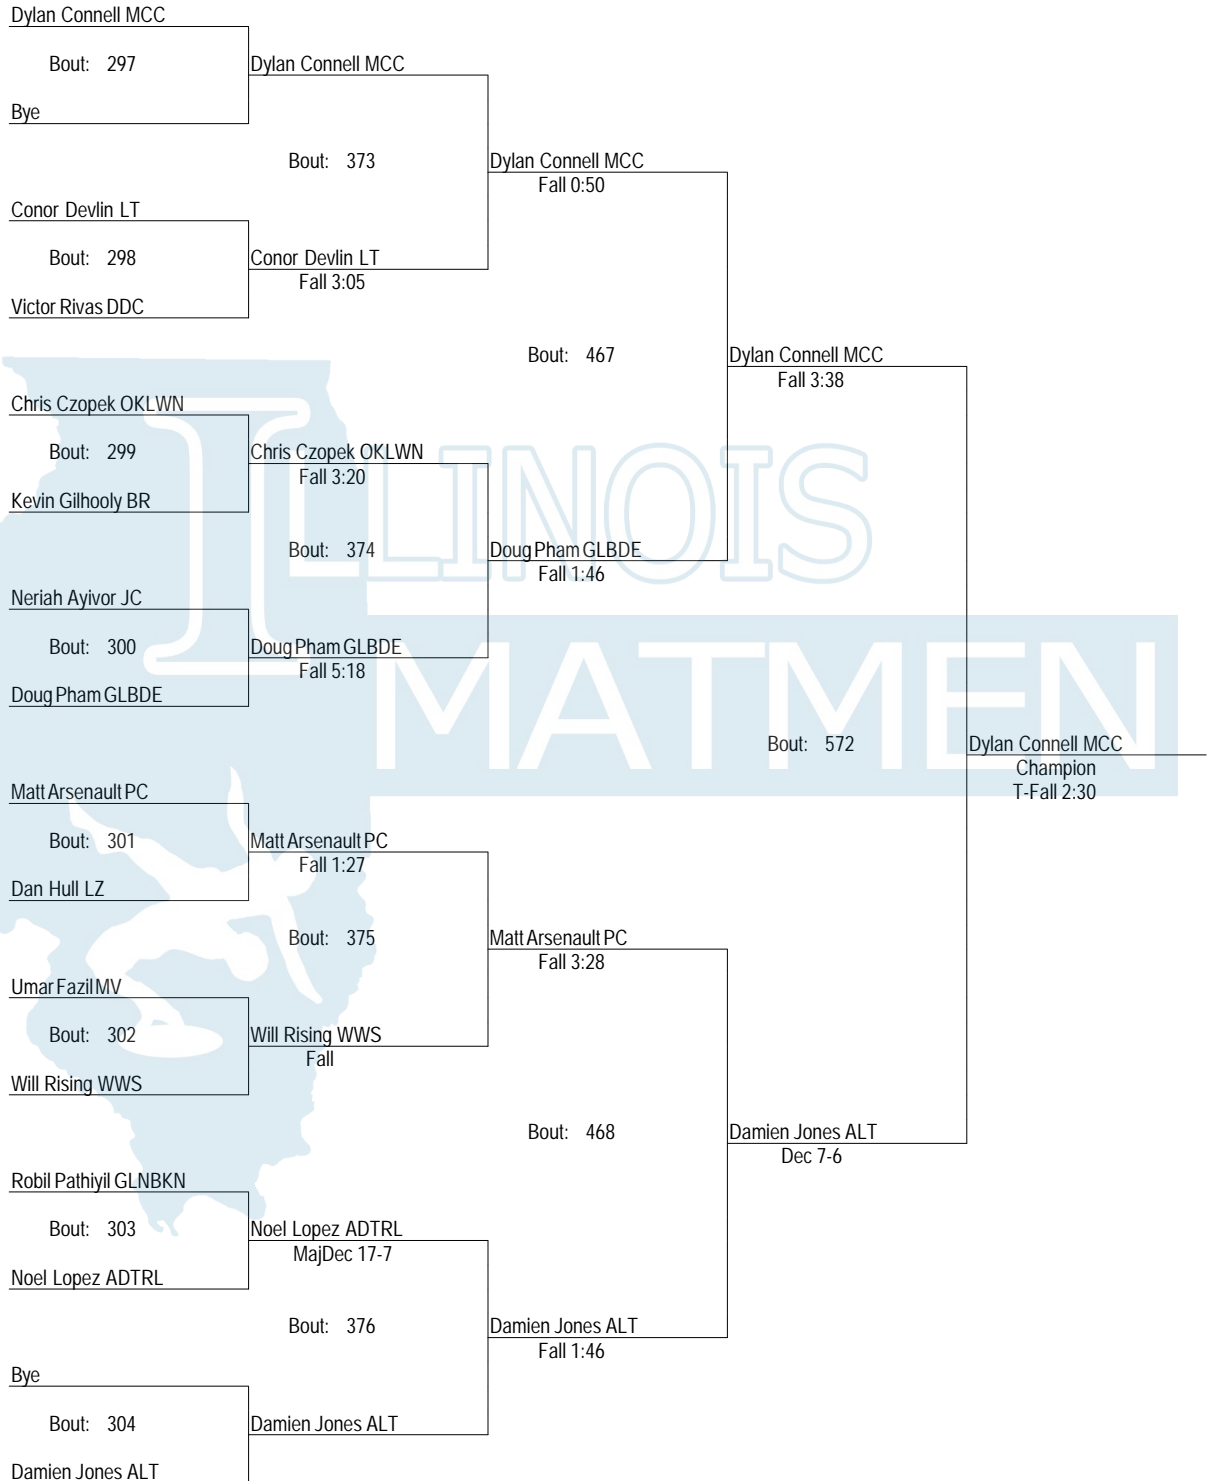 Dylan Connell MCC
Bout: 297
Dylan Connell MCC
Bye
Bout: 373
Dylan Connell MCC
Fall 0:50
Conor Devlin LT
Bout: 298
Conor Devlin LT
Fall 3:05
Victor Rivas DDC
Bout: 467
Dylan Connell MCC
Fall 3:38
Chris Czopek OKLWN
Bout: 299
Chris Czopek OKLWN
Fall 3:20
Kevin Gilhooly BR
Bout: 374
Doug Pham GLBDE
Fall 1:46
Neriah Ayivor JC
Bout: 300
Doug Pham GLBDE
Fall 5:18
Doug Pham GLBDE
ILLINOIS
MATMEN
Bout: 572
Dylan Connell MCC
Champion
T-Fall 2:30
Matt Arsenault PC
Bout: 301
Matt Arsenault PC
Fall 1:27
Dan Hull LZ
Bout: 375
Matt Arsenault PC
Fall 3:28
Umar Fazil MV
Bout: 302
Will Rising WWS
Fall
Will Rising WWS
Bout: 468
Damien Jones ALT
Dec 7-6
Robil Pathiyil GLNBKN
Bout: 303
Noel Lopez ADTRL
MajDec 17-7
Noel Lopez ADTRL
Bout: 376
Damien Jones ALT
Fall 1:46
Bye
Bout: 304
Damien Jones ALT
Damien Jones ALT